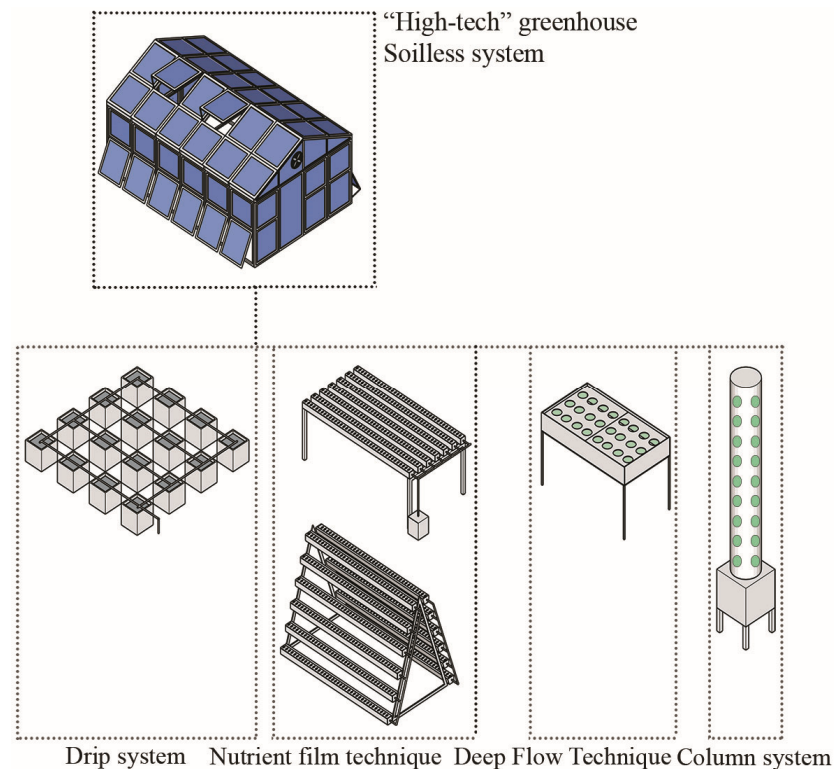 “High-tech” greenhouse
Soilless system
Drip system
Nutrient film technique
Deep Flow Technique
Column system